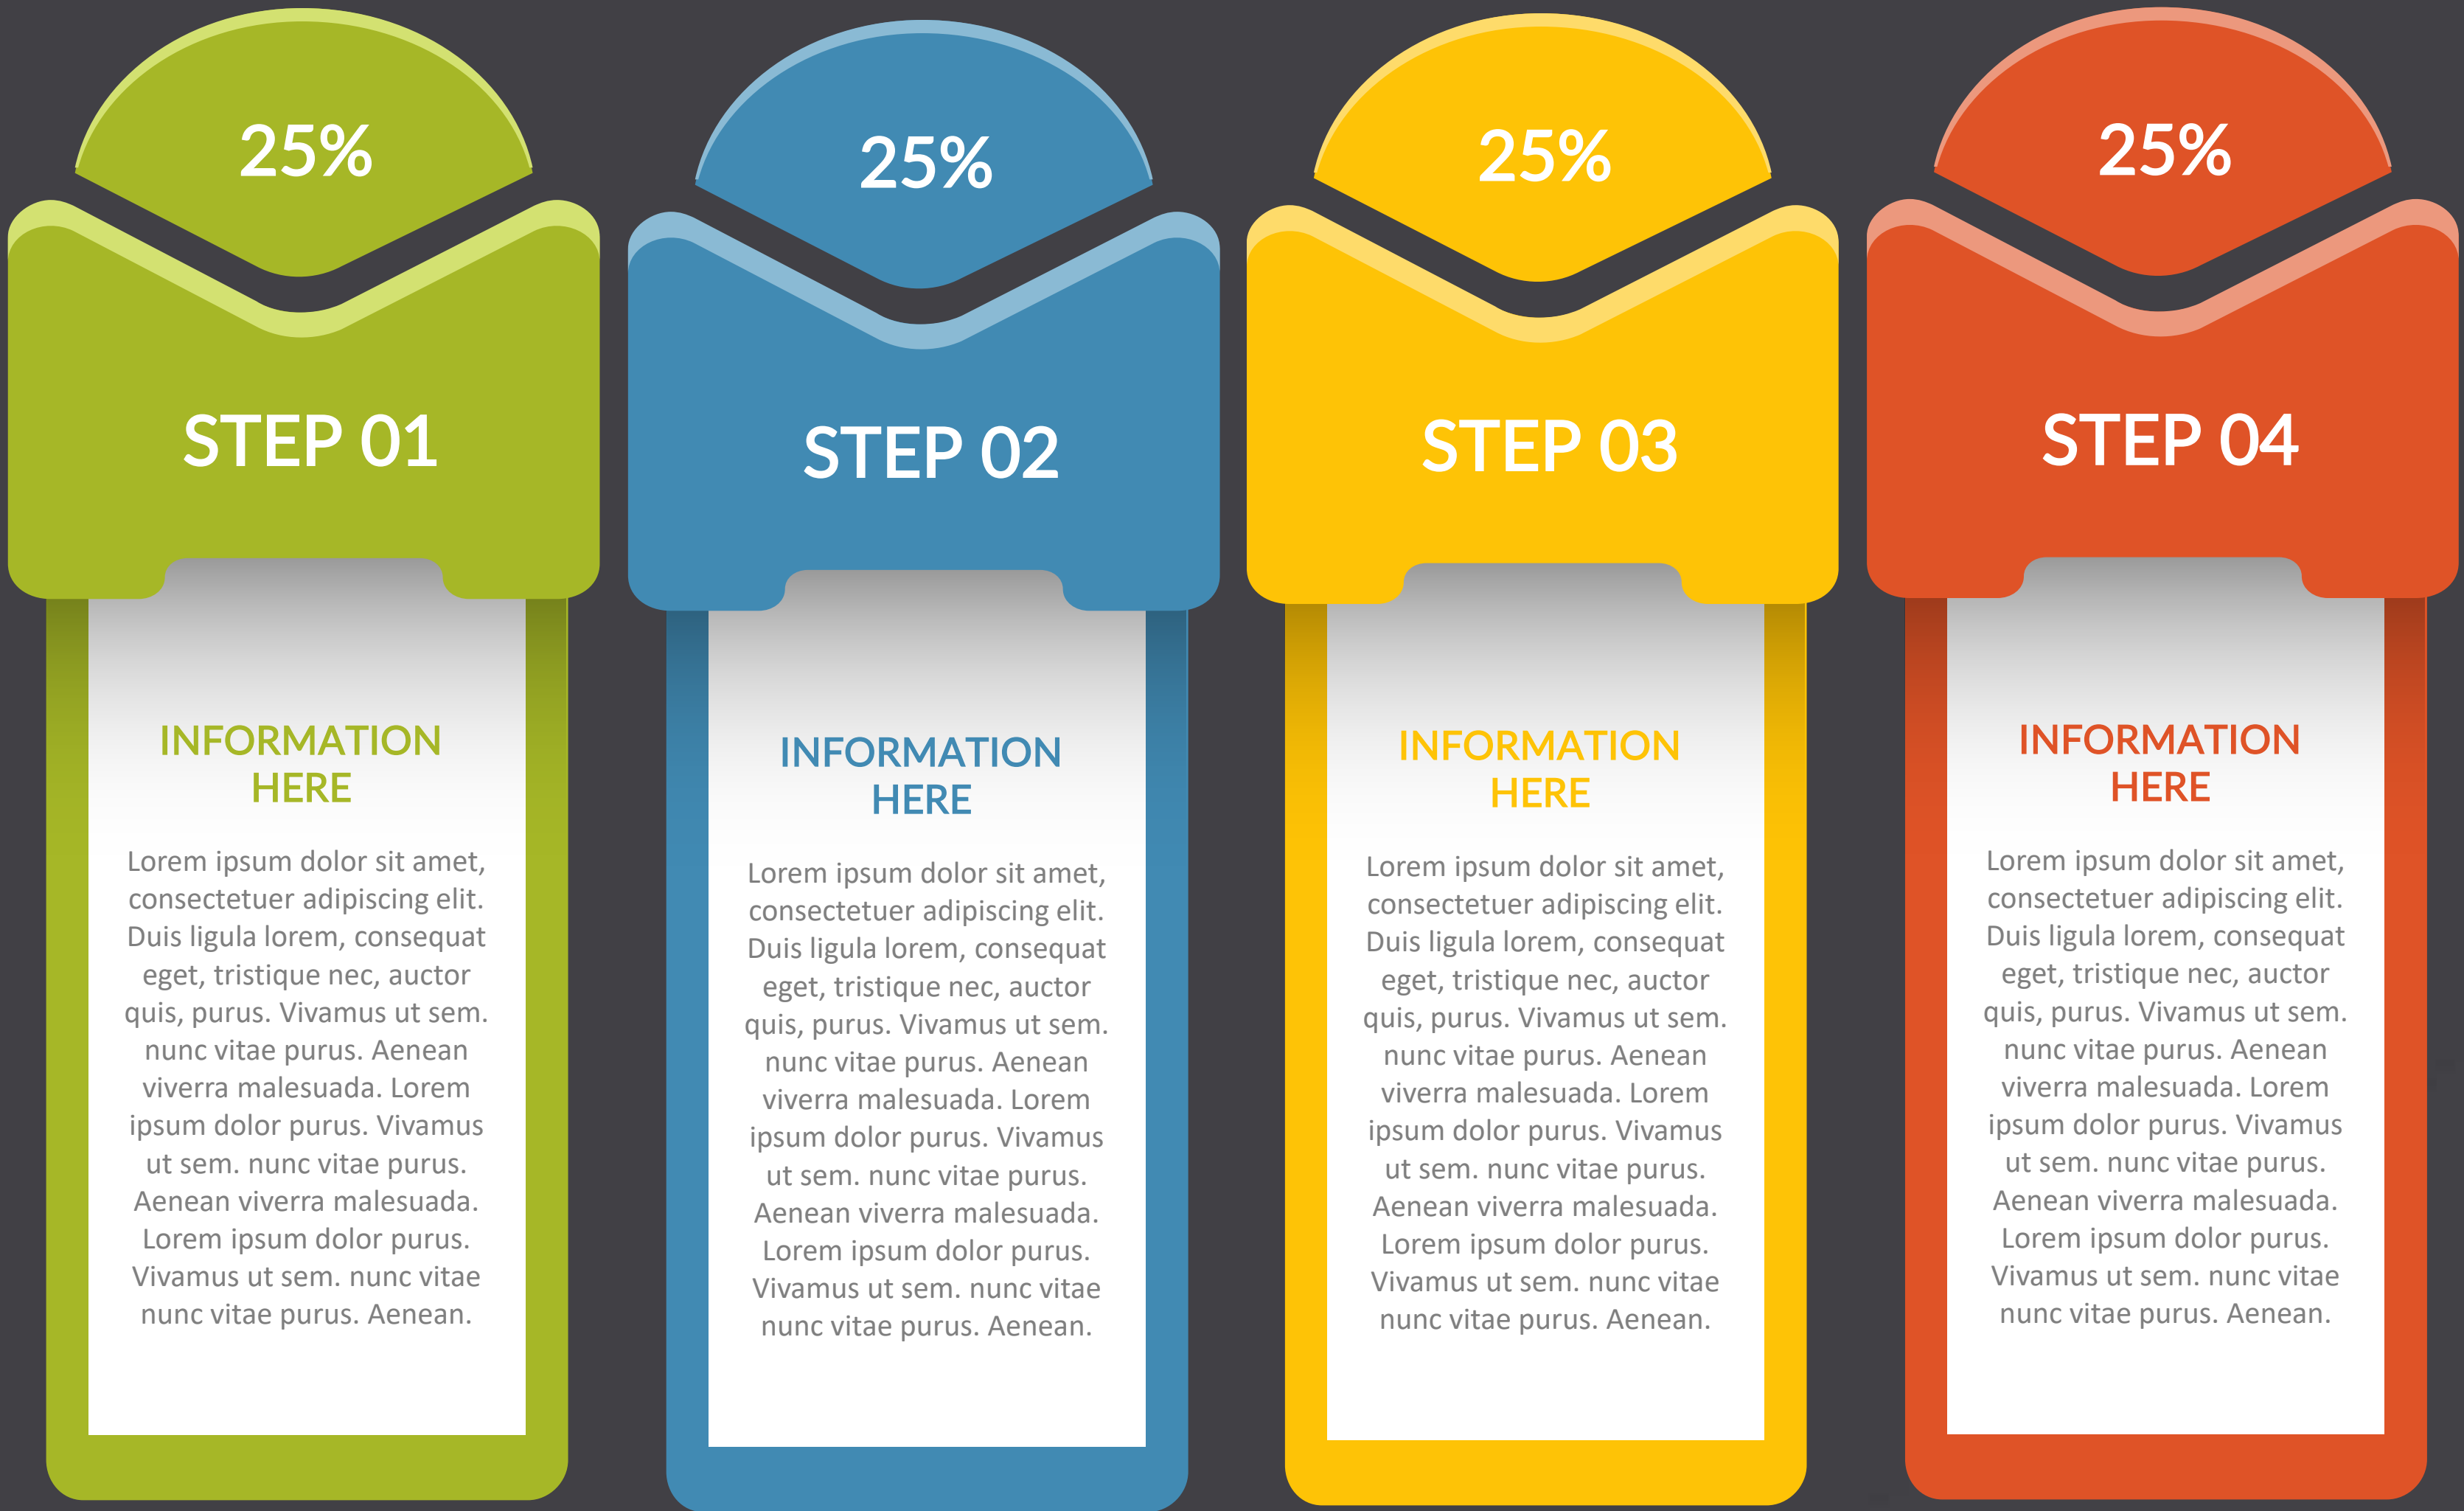 25%
STEP 01
INFORMATION
HERE
Lorem ipsum dolor sit amet,
consectetuer adipiscing elit.
Duis ligula lorem, consequat
eget, tristique nec, auctor
quis, purus. Vivamus ut sem.
nunc vitae purus. Aenean
viverra malesuada. Lorem
ipsum dolor purus. Vivamus
ut sem. nunc vitae purus.
Aenean viverra malesuada.
Lorem ipsum dolor purus.
Vivamus ut sem. nunc vitae
nunc vitae purus. Aenean.
25%
STEP 02
INFORMATION
HERE
Lorem ipsum dolor sit amet,
consectetuer adipiscing elit.
Duis ligula lorem, consequat
eget, tristique nec, auctor
quis, purus. Vivamus ut sem.
nunc vitae purus. Aenean
viverra malesuada. Lorem
ipsum dolor purus. Vivamus
ut sem. nunc vitae purus.
Aenean viverra malesuada.
Lorem ipsum dolor purus.
Vivamus ut sem. nunc vitae
nunc vitae purus. Aenean.
25%
STEP 03
INFORMATION
HERE
Lorem ipsum dolor sit amet,
consectetuer adipiscing elit.
Duis ligula lorem, consequat
eget, tristique nec, auctor
quis, purus. Vivamus ut sem.
nunc vitae purus. Aenean
viverra malesuada. Lorem
ipsum dolor purus. Vivamus
ut sem. nunc vitae purus.
Aenean viverra malesuada.
Lorem ipsum dolor purus.
Vivamus ut sem. nunc vitae
nunc vitae purus. Aenean.
25%
STEP 04
INFORMATION
HERE
Lorem ipsum dolor sit amet,
consectetuer adipiscing elit.
Duis ligula lorem, consequat
eget, tristique nec, auctor
quis, purus. Vivamus ut sem.
nunc vitae purus. Aenean
viverra malesuada. Lorem
ipsum dolor purus. Vivamus
ut sem. nunc vitae purus.
Aenean viverra malesuada.
Lorem ipsum dolor purus.
Vivamus ut sem. nunc vitae
nunc vitae purus. Aenean.